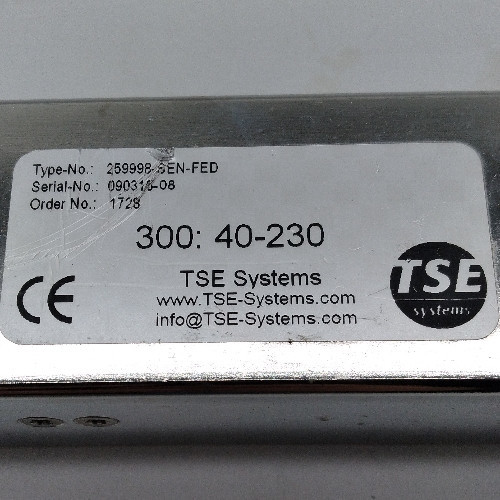 Type-No.: 259998-SEN-FED
Serial-No.: 090316-08
Order No.: 1728
300: 40-230
TSE Systems
www.TSE-Systems.com
info@TSE-Systems.com
CE
TSE
systems